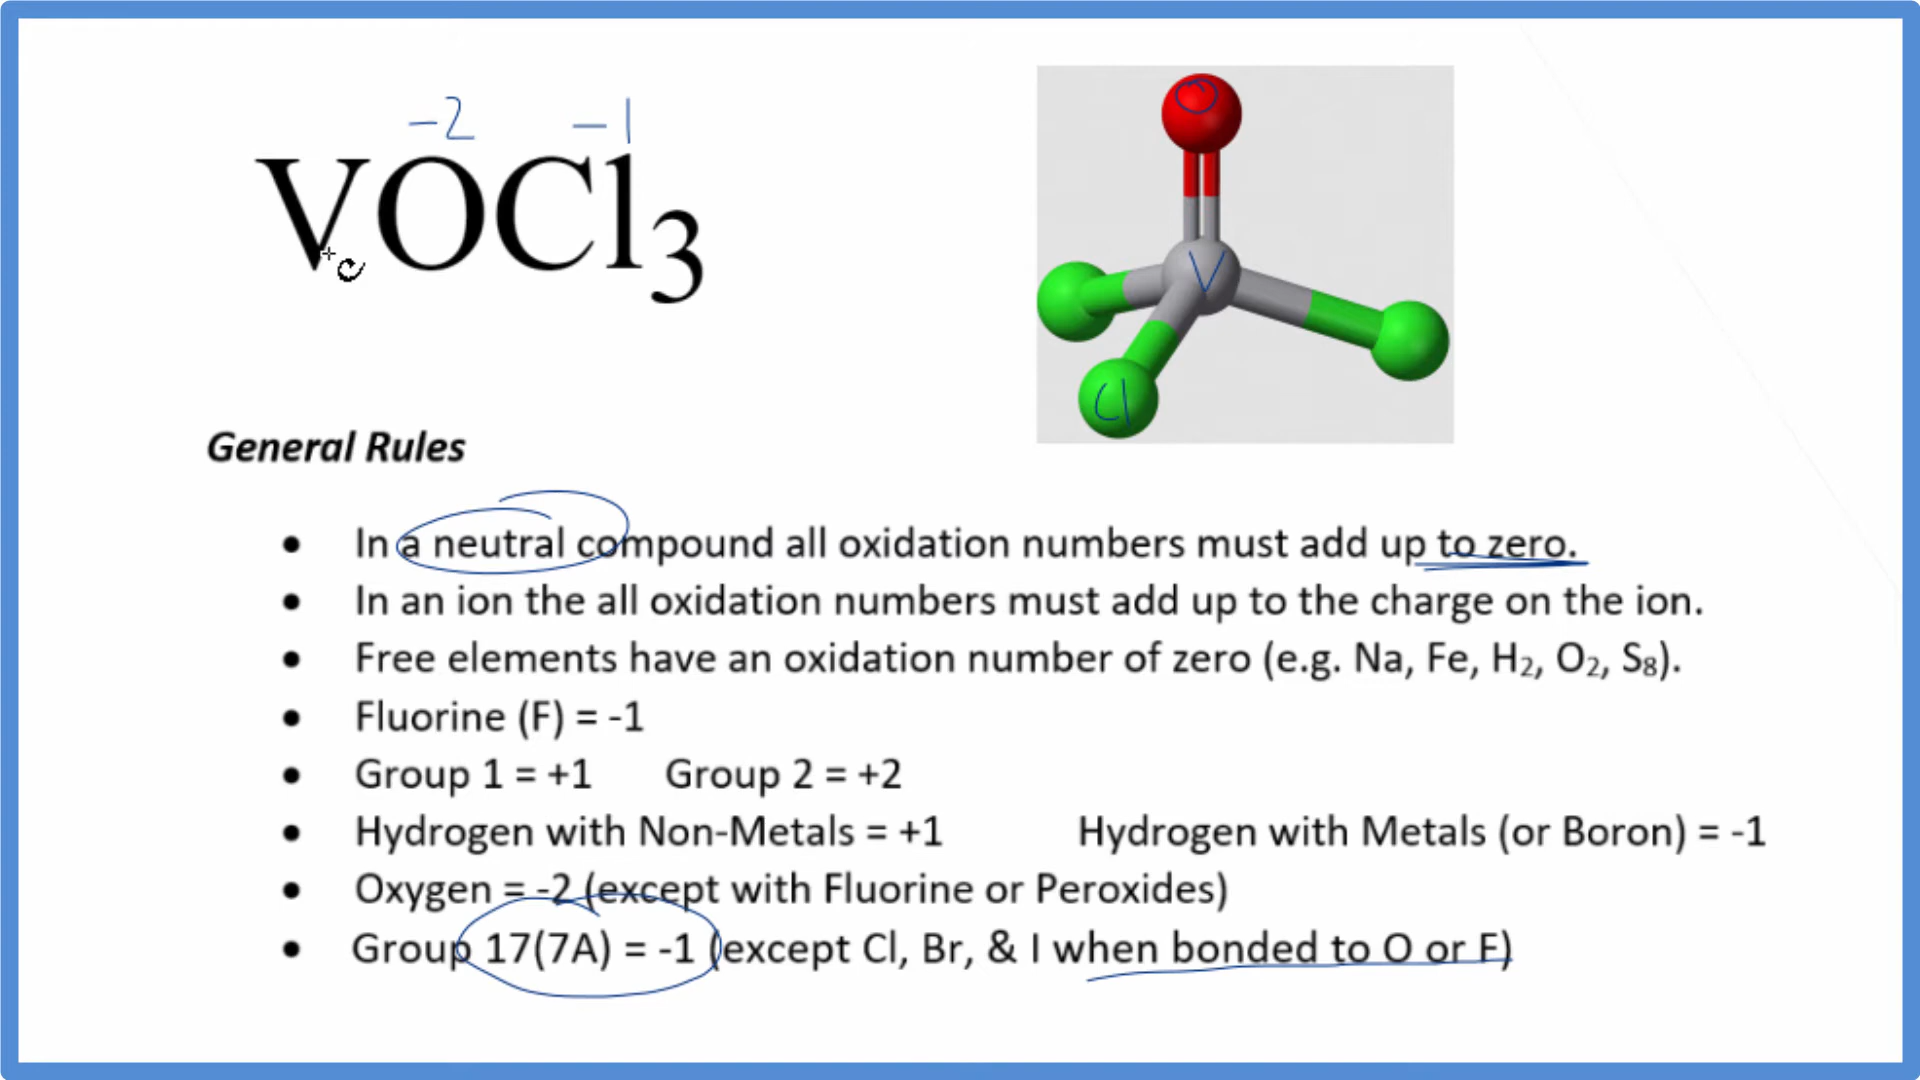 -2 -1
VOCl₃
O
V
Cl
General Rules
• In a neutral compound all oxidation numbers must add up to zero.
• In an ion the all oxidation numbers must add up to the charge on the ion.
• Free elements have an oxidation number of zero (e.g. Na, Fe, H₂, O₂, S₈).
• Fluorine (F) = -1
• Group 1 = +1 Group 2 = +2
• Hydrogen with Non-Metals = +1 Hydrogen with Metals (or Boron) = -1
• Oxygen = -2 (except with Fluorine or Peroxides)
• Group 17(7A) = -1 (except Cl, Br, & I when bonded to O or F)